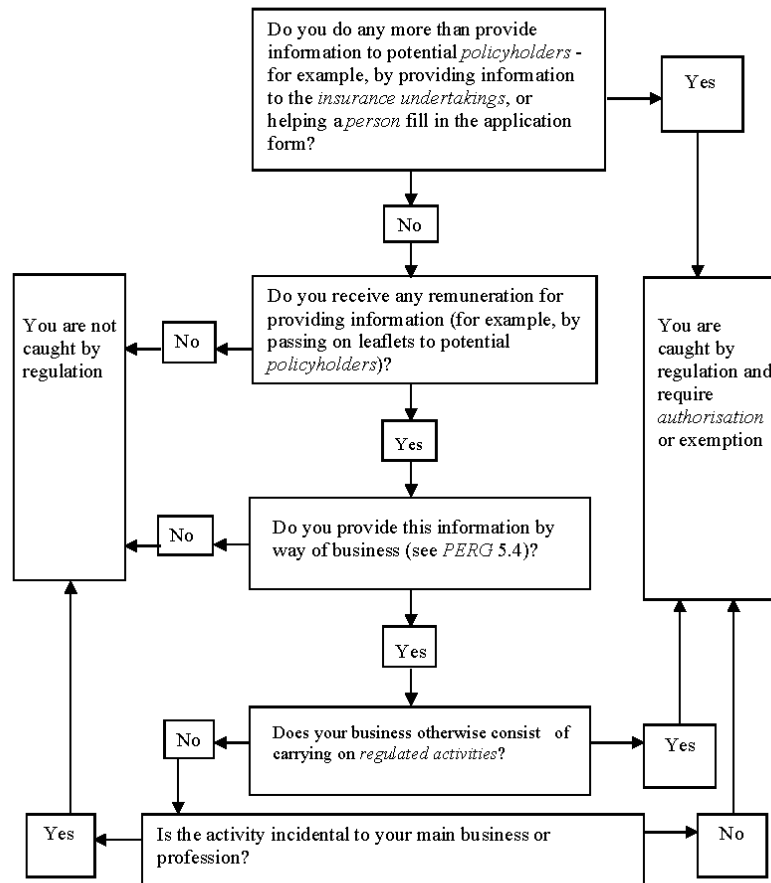 Do you do any more than provide
information to potential policyholders -
for example, by providing information
to the insurance undertakings, or
helping a person fill in the application
form?
Yes
No
Do you receive any remuneration for
providing information (for example, by
passing on leaflets to potential
policyholders)?
No
You are not
caught by
regulation
You are
caught by
regulation and
require
authorisation
or exemption
Yes
Do you provide this information by
way of business (see PERG 5.4)?
No
Yes
Does your business otherwise consist of
carrying on regulated activities?
No
Yes
Is the activity incidental to your main business or
profession?
Yes
No